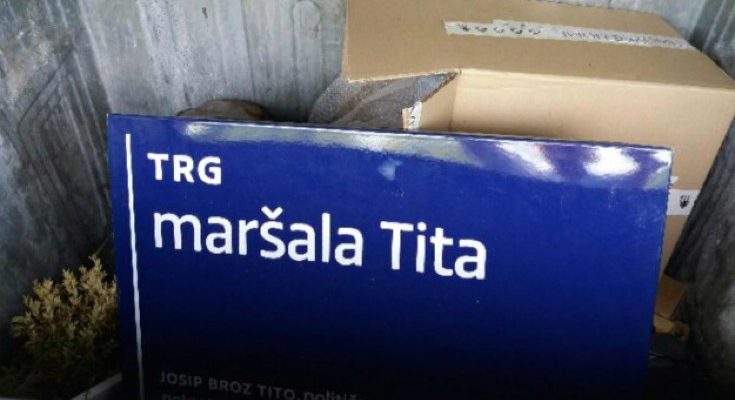 TRG
maršala Tita
JOSIP BROZ TITO,